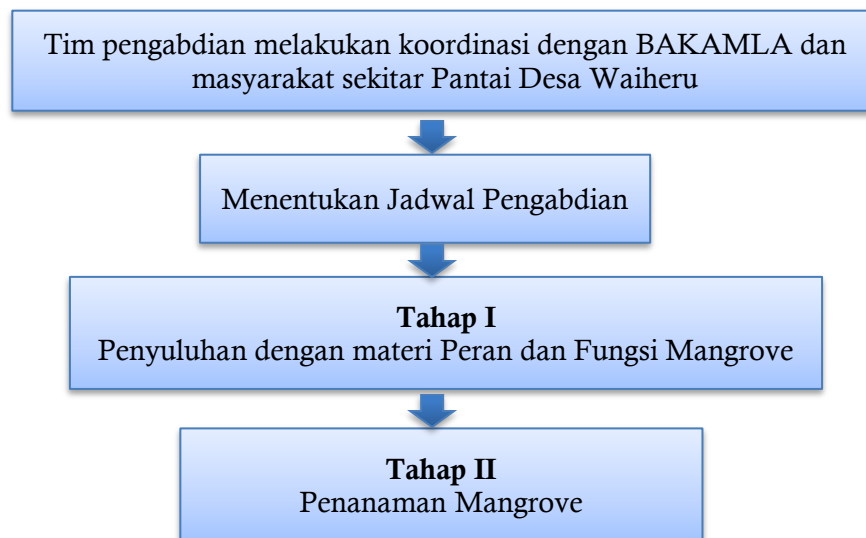 Tim pengabdian melakukan koordinasi dengan BAKAMLA dan
masyarakat sekitar Pantai Desa Waiheru
Menentukan Jadwal Pengabdian
Tahap I
Penyuluhan dengan materi Peran dan Fungsi Mangrove
Tahap II
Penanaman Mangrove